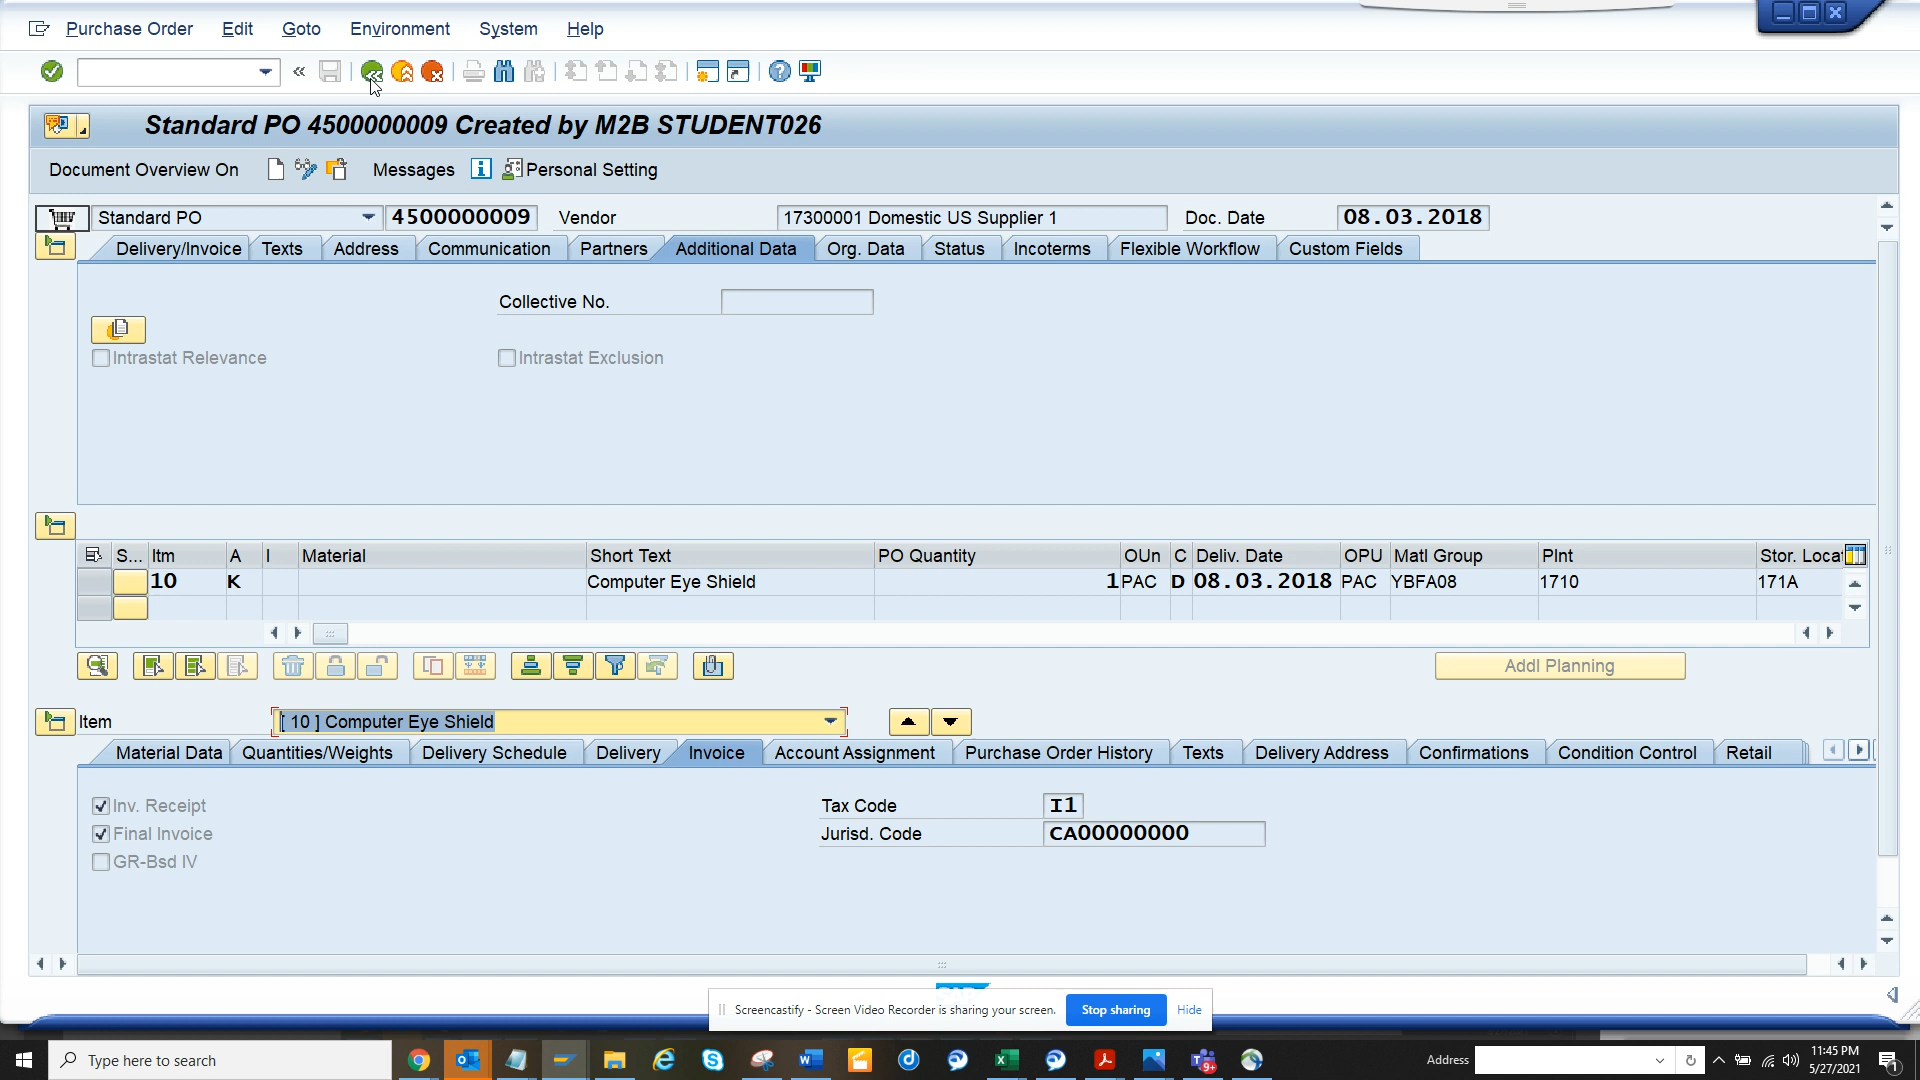 Purchase Order Edit Goto Environment System Help
Standard PO 4500000009 Created by M2B STUDENT026
Document Overview On Messages Personal Setting
Standard PO 4500000009 Vendor 17300001 Domestic US Supplier 1 Doc. Date 08.03.2018
Delivery/Invoice Texts Address Communication Partners Additional Data Org. Data Status Incoterms Flexible Workflow Custom Fields
Collective No.
Intrastat Relevance Intrastat Exclusion
S... Itm A I Material Short Text PO Quantity OUn C Deliv. Date OPU Matl Group Plnt Stor. Locat
10 K Computer Eye Shield 1 PAC D 08.03.2018 PAC YBFA08 1710 171A
Addl Planning
Item [ 10 ] Computer Eye Shield
Material Data Quantities/Weights Delivery Schedule Delivery Invoice Account Assignment Purchase Order History Texts Delivery Address Confirmations Condition Control Retail
Inv. Receipt Tax Code I1
Final Invoice Jurisd. Code CA00000000
GR-Bsd IV
Screencastify - Screen Video Recorder is sharing your screen. Stop sharing Hide
Type here to search Address 11:45 PM
5/27/2021